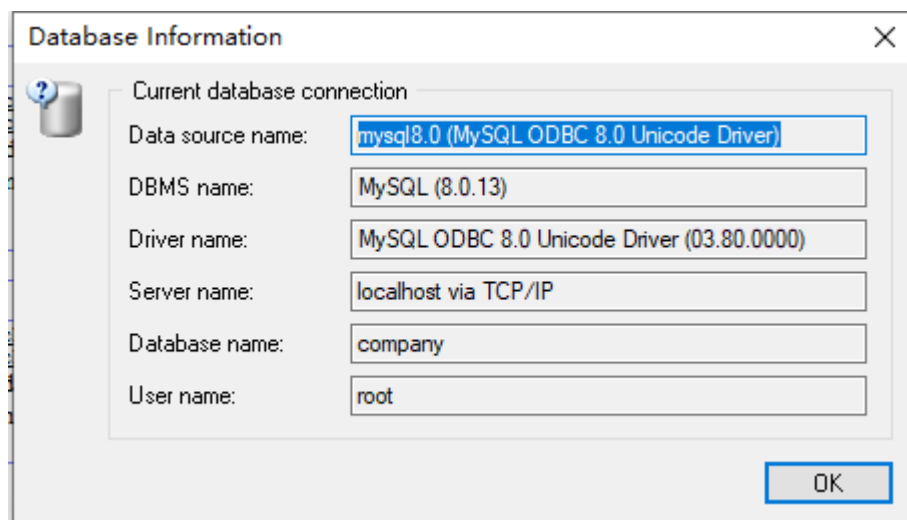 Database Information
Current database connection
Data source name: mysql8.0 (MySQL ODBC 8.0 Unicode Driver)
DBMS name: MySQL (8.0.13)
Driver name: MySQL ODBC 8.0 Unicode Driver (03.80.0000)
Server name: localhost via TCP/IP
Database name: company
User name: root
OK